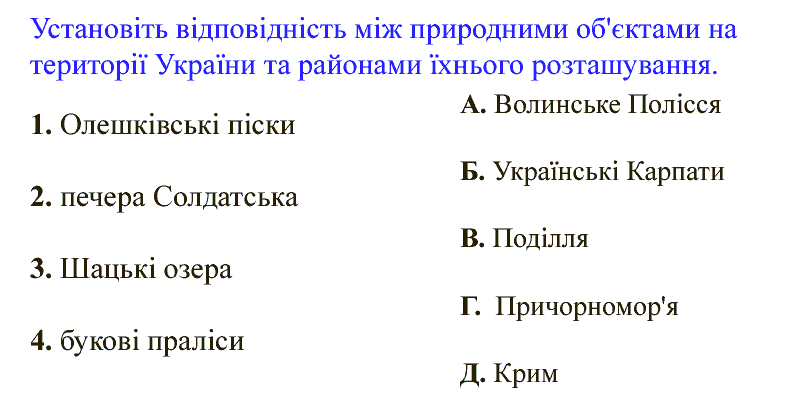 Установіть відповідність між природними об'єктами на
території України та районами їхнього розташування.
1. Олешківські піски
2. печера Солдатська
3. Шацькі озера
4. букові праліси
А. Волинське Полісся
Б. Українські Карпати
В. Поділля
Г. Причорномор'я
Д. Крим